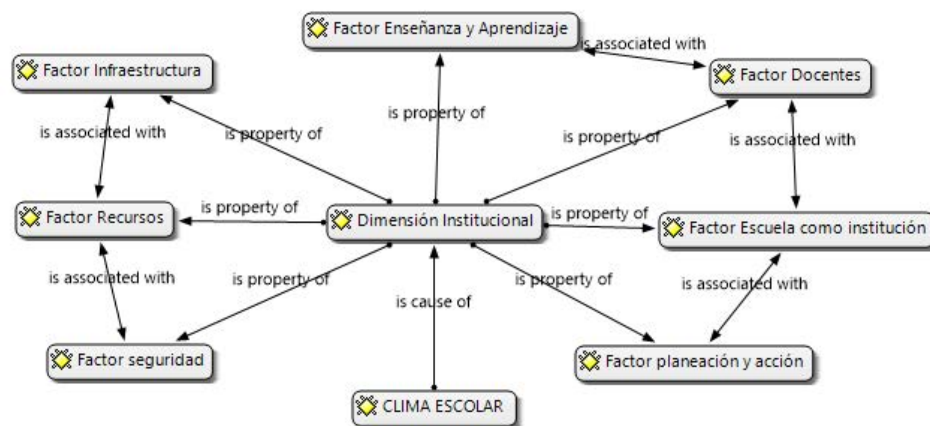 Factor Enseñanza y Aprendizaje
is associated with
Factor Infraestructura
Factor Docentes
is associated with
is property of
is property of
is property of
is associated with
Factor Recursos
is property of
Dimensión Institucional
is property of
Factor Escuela como institución
is associated with
is property of
is property of
is associated with
is cause of
Factor seguridad
Factor planeación y acción
CLIMA ESCOLAR